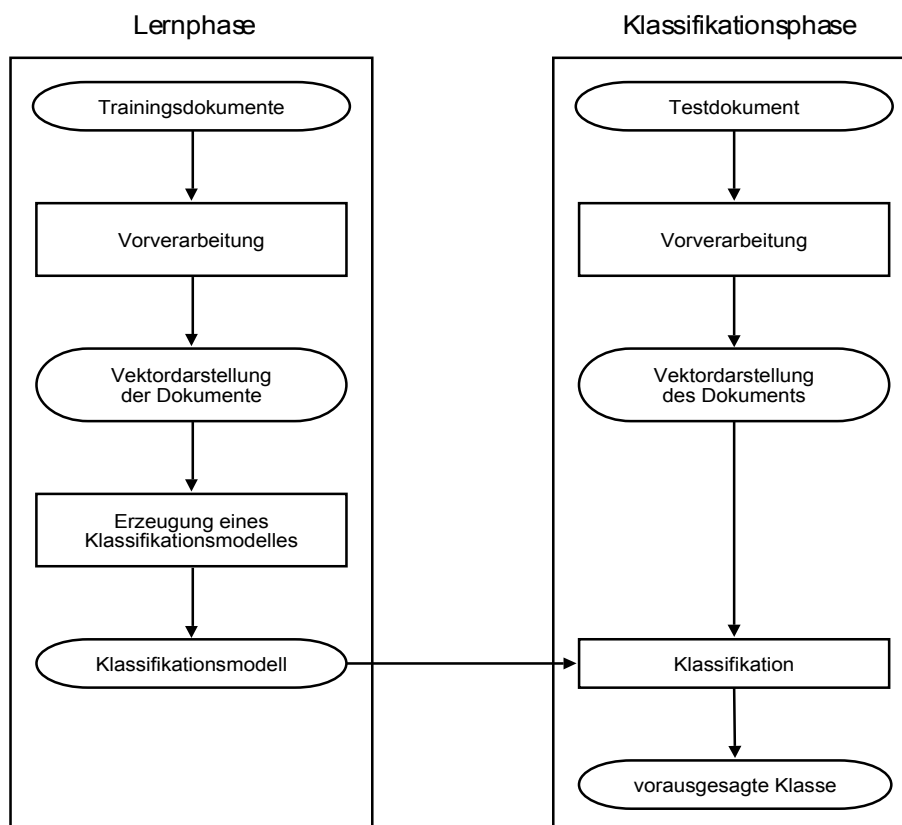 Lernphase
Trainingsdokumente
Vorverarbeitung
Vektordarstellung
der Dokumente
Erzeugung eines
Klassifikationsmodelles
Klassifikationsmodell
Klassifikationsphase
Testdokument
Vorverarbeitung
Vektordarstellung
des Dokuments
Klassifikation
vorausgesagte Klasse